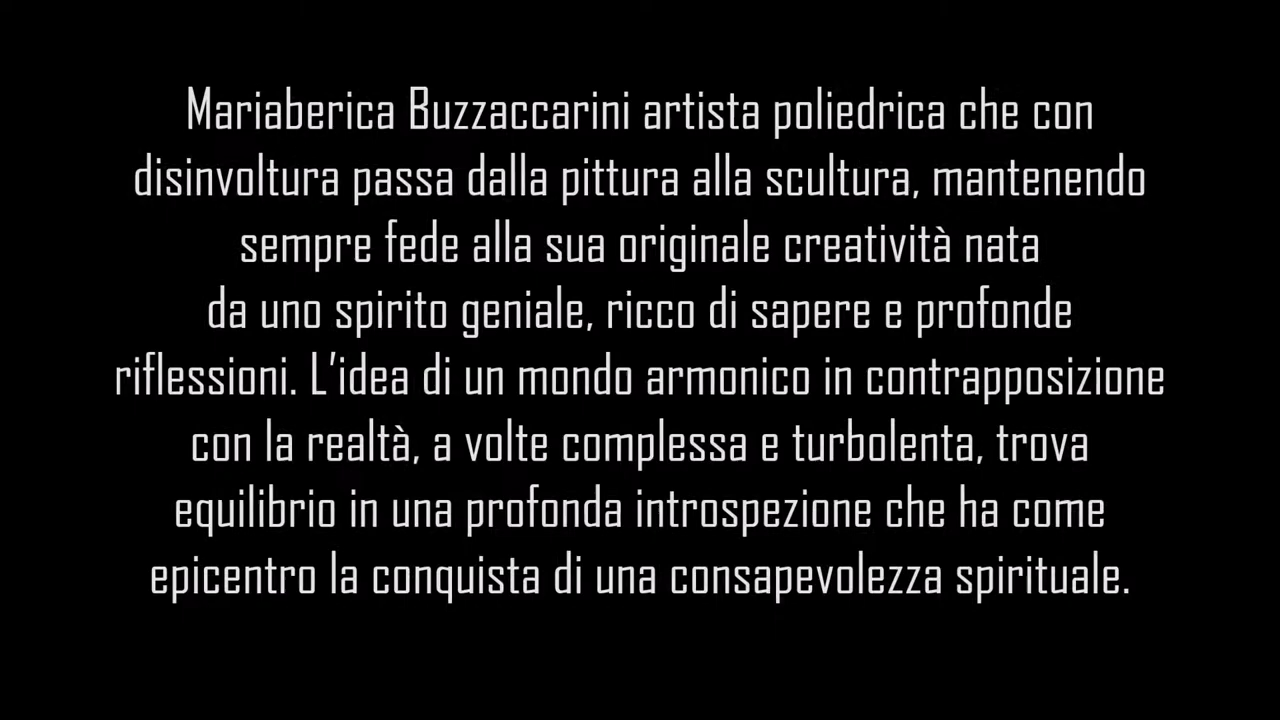 Mariaberica Buzzaccarini artista poliedrica che con
disinvoltura passa dalla pittura alla scultura, mantenendo
sempre fede alla sua originale creatività nata
da uno spirito geniale, ricco di sapere e profonde
riflessioni. L’idea di un mondo armonico in contrapposizione
con la realtà, a volte complessa e turbolenta, trova
equilibrio in una profonda introspezione che ha come
epicentro la conquista di una consapevolezza spirituale.